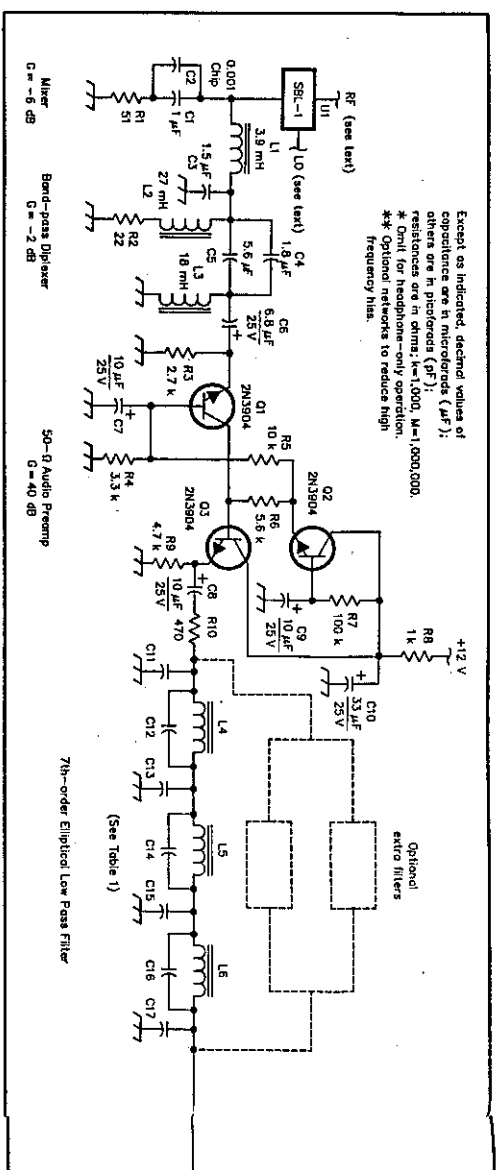 Except as indicated, decimal values of
capacitance are in microfarads (µF);
others are in picofarads (pF);
resistances are in ohms; k=1,000, M=1,000,000.
* Omit for headphone-only operation.
** Optional networks to reduce high
frequency hiss.
RF (see text)
U1
SBL-1
LO (see text)
0.001
Chip
C2
C1
1 µF
R1
51
L1
3.9 mH
C3
1.5 µF
L2
27 mH
R2
22
C4
1.8 µF
C5
5.6 µF
L3
18 mH
C6
6.8 µF
25 V
R3
2.7 k
Q1
2N3904
C7
10 µF
25 V
R4
3.3 k
R5
10 k
R6
5.6 k
Q2
2N3904
Q3
2N3904
R7
100 k
C9
10 µF
25 V
R8
1 k
+12 V
C10
33 µF
25 V
R9
4.7 k
C8
10 µF
25 V
R10
470
C11
L4
C12
C13
L5
C14
C15
L6
C16
C17
Optional
extra filters
(See Table 1)
Mixer
G = -6 dB
Band-pass Diplexer
G = -2 dB
50-Ω Audio Preamp
G = 40 dB
7th-order Elliptical Low Pass Filter